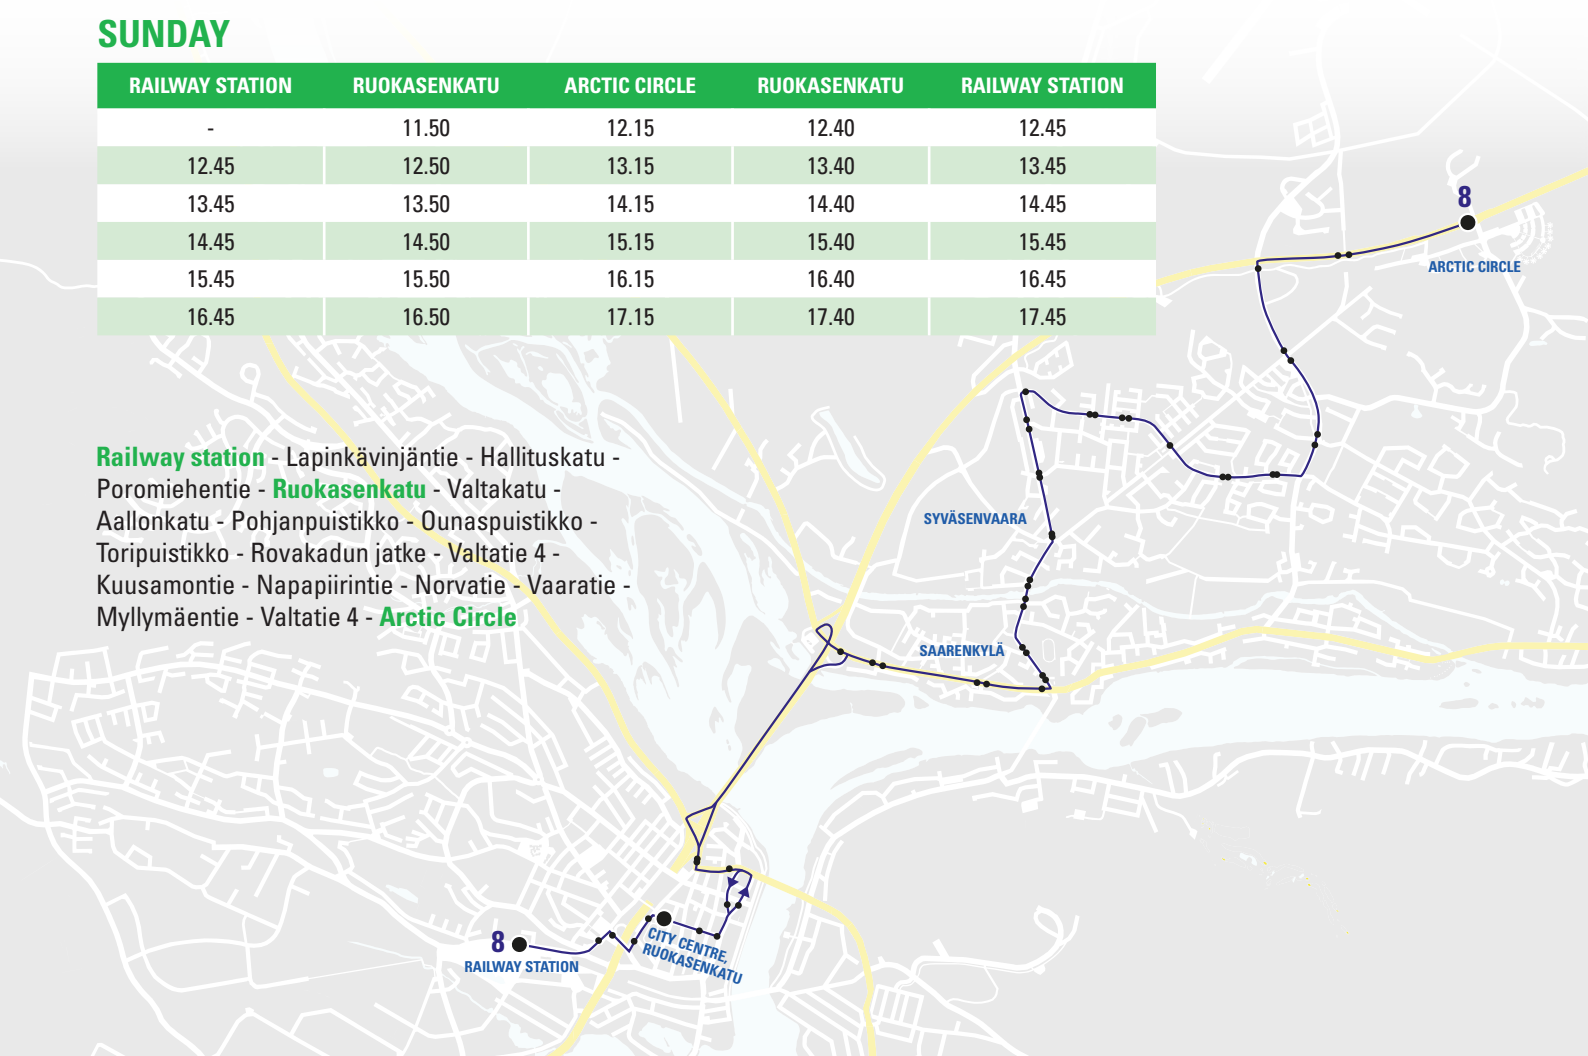 SUNDAY
RAILWAY STATION RUOKASENKATU ARCTIC CIRCLE RUOKASENKATU RAILWAY STATION
- 11.50 12.15 12.40 12.45
12.45 12.50 13.15 13.40 13.45
13.45 13.50 14.15 14.40 14.45
14.45 14.50 15.15 15.40 15.45
15.45 15.50 16.15 16.40 16.45
16.45 16.50 17.15 17.40 17.45
8
ARCTIC CIRCLE
Railway station - Lapinkävinjäntie - Hallituskatu -
Poromiehentie - Ruokasenkatu - Valtakatu -
Aallonkatu - Pohjanpuistikko - Ounaspuistikko -
Toripuistikko - Rovakadun jatke - Valtatie 4 -
Kuusamontie - Napapiirintie - Norvatie - Vaaratie -
Myllymäentie - Valtatie 4 - Arctic Circle
SYVÄSENVAARA
SAARENKYLÄ
8
RAILWAY STATION
CITY CENTRE,
RUOKASENKATU